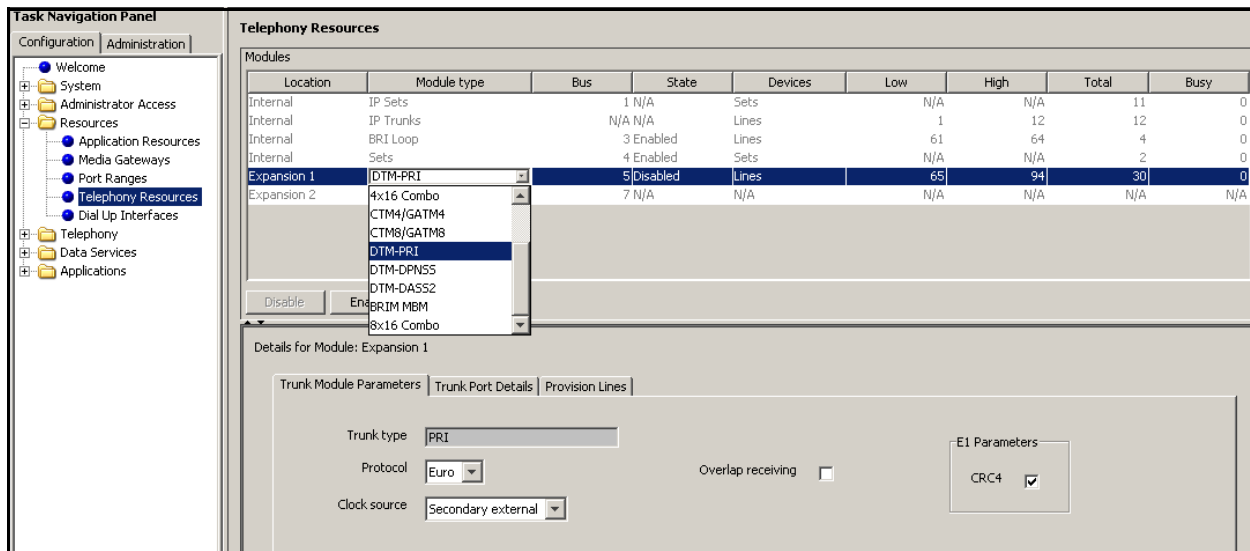 Task Navigation Panel
Configuration Administration
Welcome
System
Administrator Access
Resources
Application Resources
Media Gateways
Port Ranges
Telephony Resources
Dial Up Interfaces
Telephony
Data Services
Applications
Telephony Resources
Modules
Location Module type Bus State Devices Low High Total Busy
Internal IP Sets 1 N/A Sets N/A N/A 11 0
Internal IP Trunks N/A N/A Lines 1 12 12 0
Internal BRI Loop 3 Enabled Lines 61 64 4 0
Internal Sets 4 Enabled Sets N/A N/A 2 0
Expansion 1 DTM-PRI 5 Disabled Lines 65 94 30 0
Expansion 2 7 N/A N/A N/A N/A N/A N/A
4x16 Combo
CTM4/GATM4
CTM8/GATM8
DTM-PRI
DTM-DPNSS
DTM-DASS2
BRIM MBM
8x16 Combo
Disable Ena
Details for Module: Expansion 1
Trunk Module Parameters Trunk Port Details Provision Lines
Trunk type PRI
Protocol Euro
Clock source Secondary external
Overlap receiving
E1 Parameters
CRC4